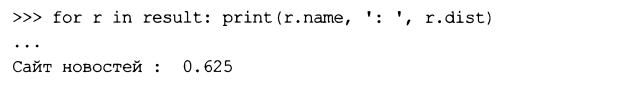 >>> for r in result: print(r.name, ': ', r.dist)
...
Сайт новостей :  0.625